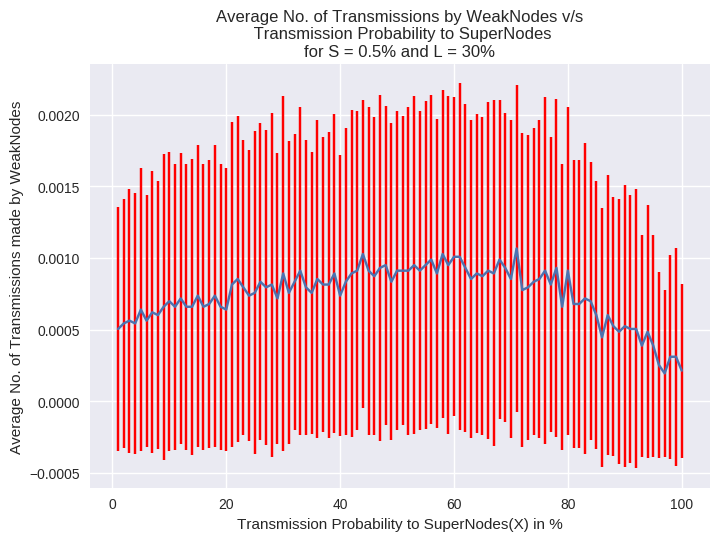 Average No. of Transmissions by WeakNodes v/s
Transmission Probability to SuperNodes
for S = 0.5% and L = 30%
Average No. of Transmissions made by WeakNodes
0.0020
0.0015
0.0010
0.0005
0.0000
−0.0005
0 20 40 60 80 100
Transmission Probability to SuperNodes(X) in %